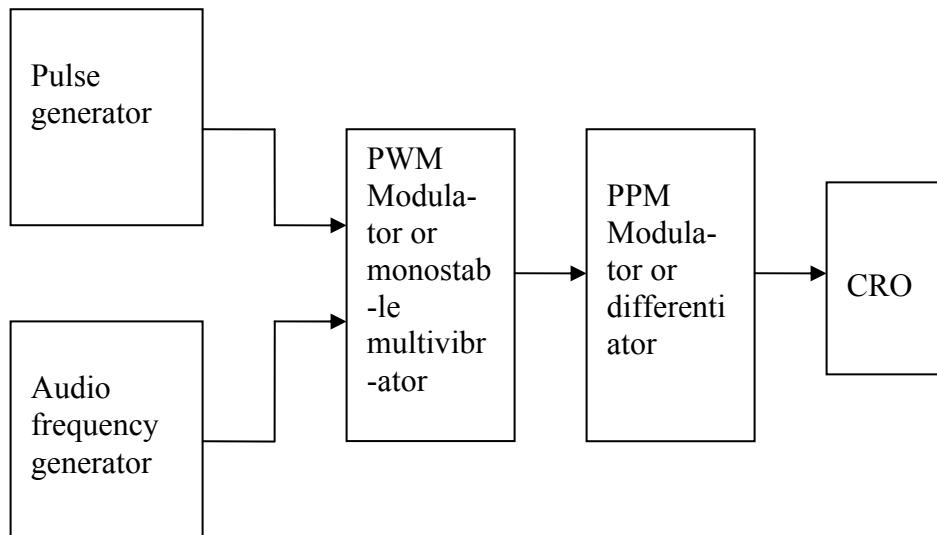 Pulse
generator
PWM
Modula-
tor or
monostab
-le
multivibr
-ator
PPM
Modula-
tor or
differenti
ator
CRO
Audio
frequency
generator